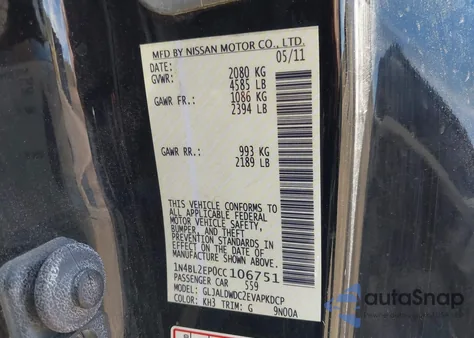 MFD BY NISSAN MOTOR CO., LTD.
DATE: 05/11
GVWR: 2080 KG
4585 LB
GAWR FR.: 1086 KG
2394 LB
GAWR RR.: 993 KG
2189 LB
THIS VEHICLE CONFORMS TO
ALL APPLICABLE FEDERAL
MOTOR VEHICLE SAFETY,
BUMPER, AND THEFT
PREVENTION STANDARDS IN
EFFECT ON THE DATE OF
MANUFACTURE SHOWN ABOVE.
1N4BL2EP0CC106751
PASSENGER CAR 559
MODEL: GLJALDWDC2EVAPKDCP
COLOR: KH3 TRIM: G 9N00A
autoSnap